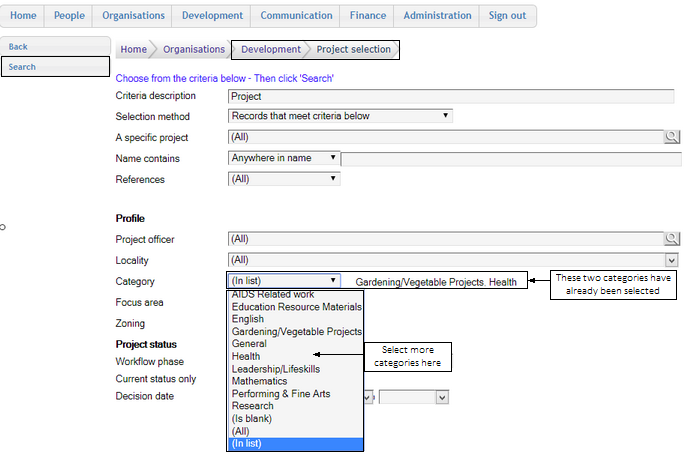 Home People Organisations Development Communication Finance Administration Sign out
Back
Search
Home Organisations Development Project selection
Choose from the criteria below - Then click 'Search'
Criteria description Project
Selection method Records that meet criteria below
A specific project (All)
Name contains Anywhere in name
References (All)
Profile
Project officer (All)
Locality (All)
Category (In list) Gardening/Vegetable Projects. Health
These two categories have
already been selected
Focus area
Zoning
Project status
Workflow phase
Current status only
Decision date
AIDS Related work
Education Resource Materials
English
Gardening/Vegetable Projects
General
Health
Leadership/Lifeskills
Mathematics
Performing & Fine Arts
Research
(Is blank)
(All)
(In list)
Select more
categories here